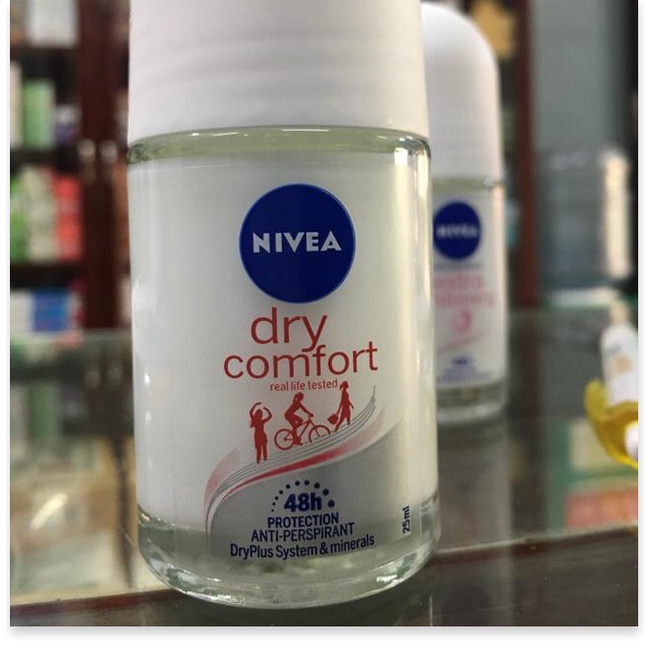 NIVEA
dry
comfort
real life tested
48h
PROTECTION
ANTI-PERSPIRANT
DryPlus System & minerals
25ml
NIVEA